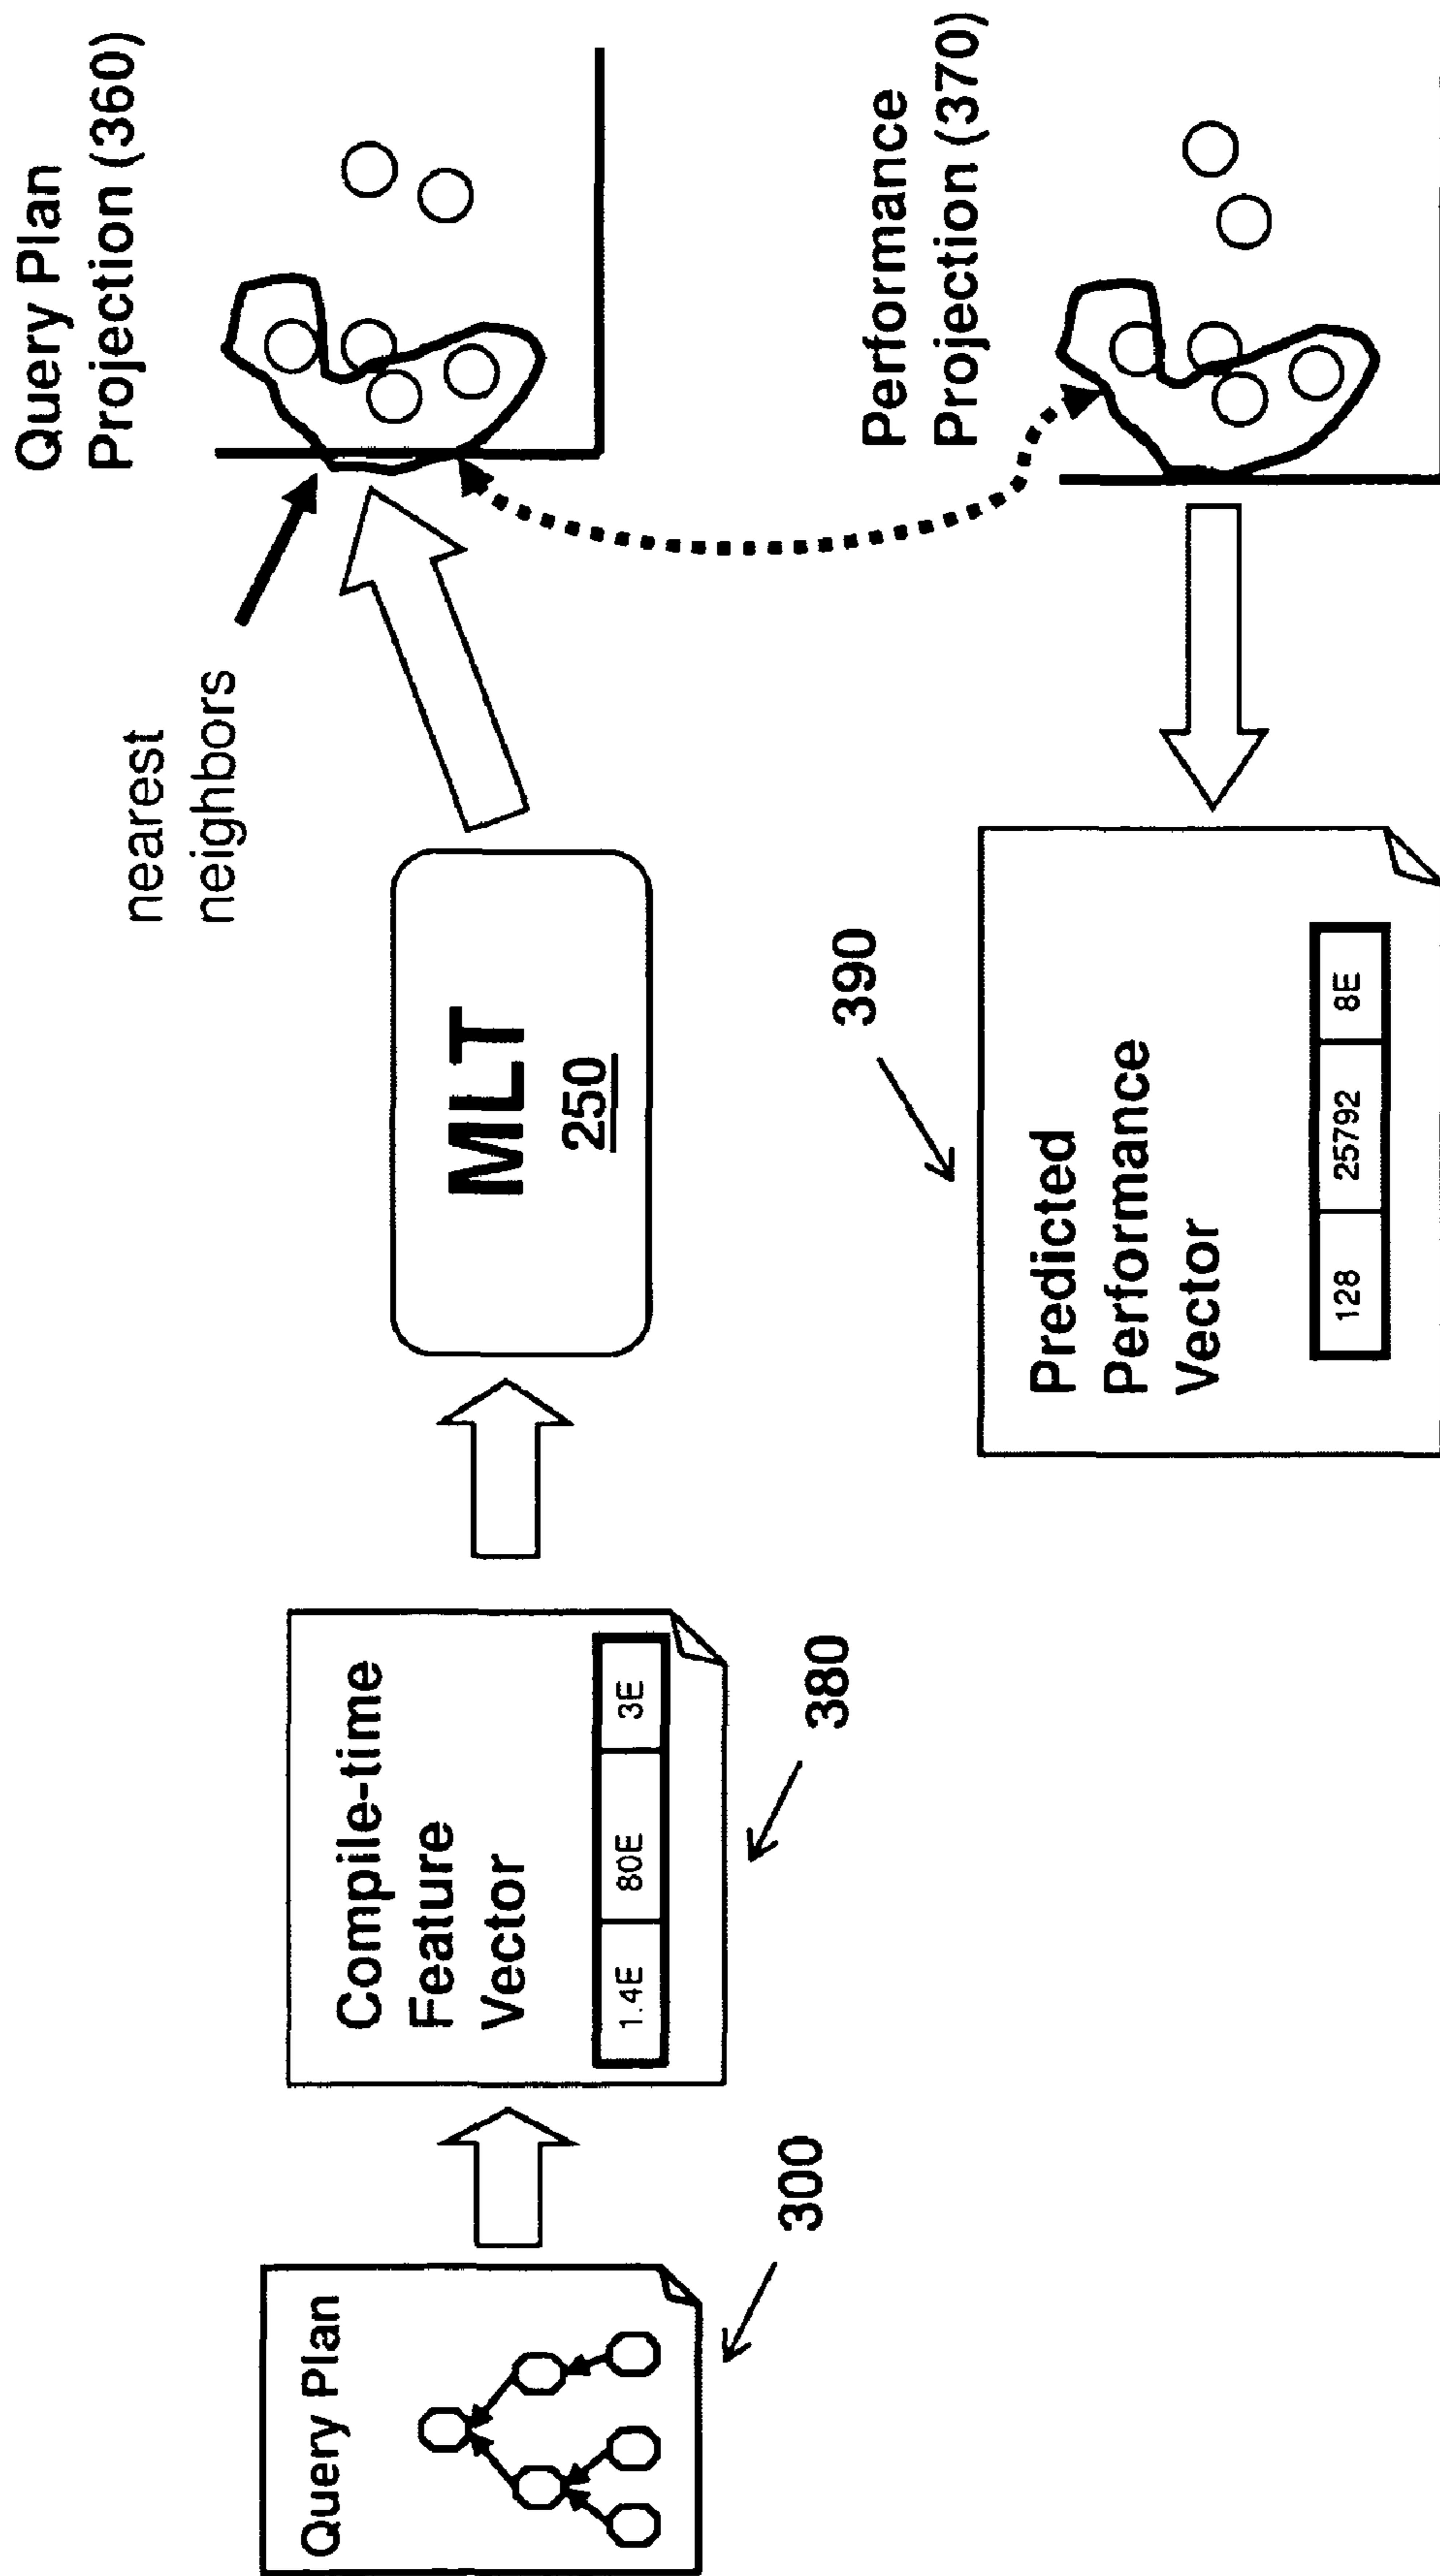 Query Plan
300
Compile-time
Feature
Vector
1.4E 80E 3E
380
MLT
250
nearest
neighbors
Query Plan
Projection (360)
Performance
Projection (370)
390
Predicted
Performance
Vector
128 25792 8E